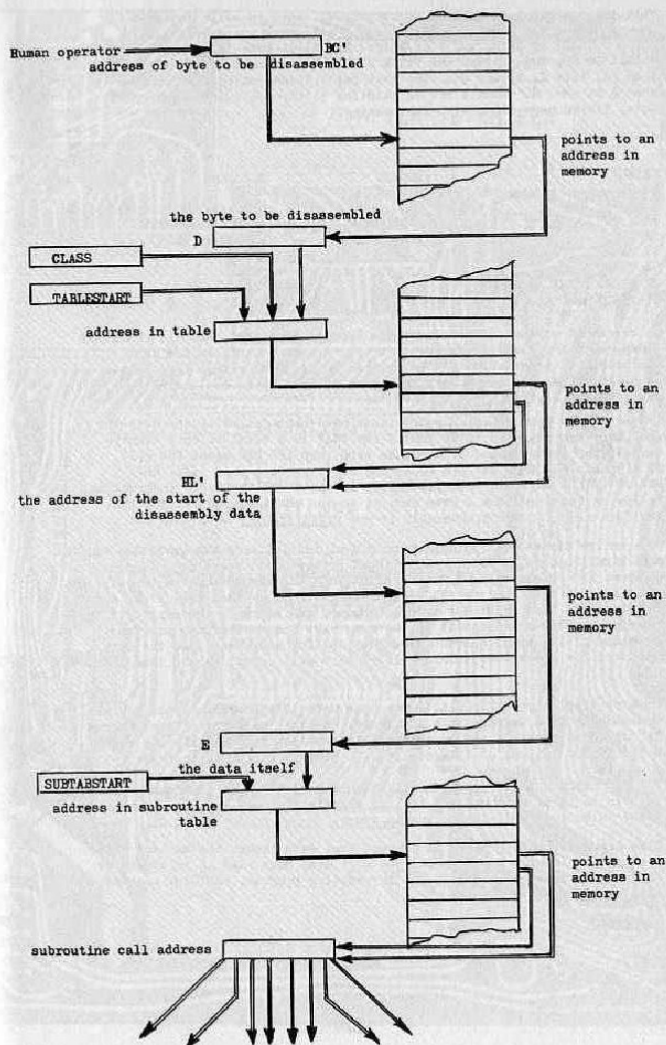 Human operator
BC'
address of byte to be disassembled
points to an
address in
memory
the byte to be disassembled
D
CLASS
TABLESTART
address in table
points to an
address in
memory
HL'
the address of the start of the
disassembly data
points to an
address in
memory
E
the data itself
SUBTABSTART
address in subroutine
table
points to an
address in
memory
subroutine call address